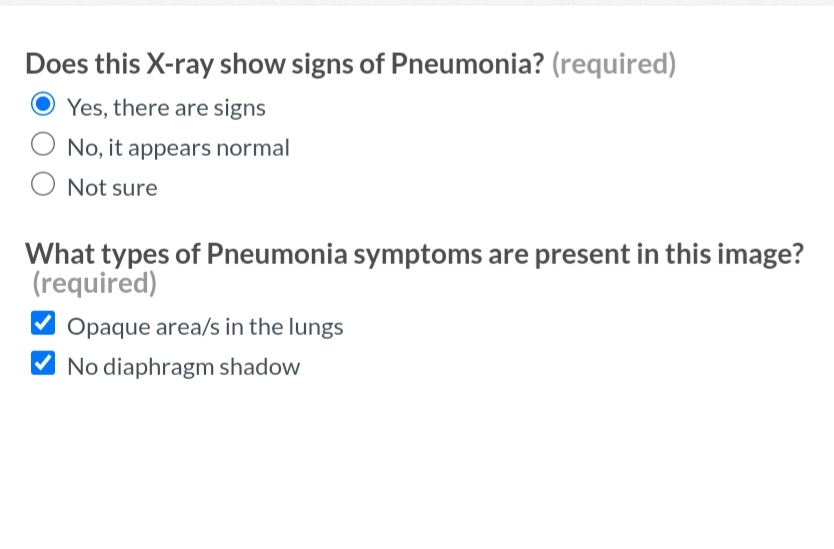 Does this X-ray show signs of Pneumonia? (required)
Yes, there are signs
No, it appears normal
Not sure
What types of Pneumonia symptoms are present in this image?
(required)
Opaque area/s in the lungs
No diaphragm shadow